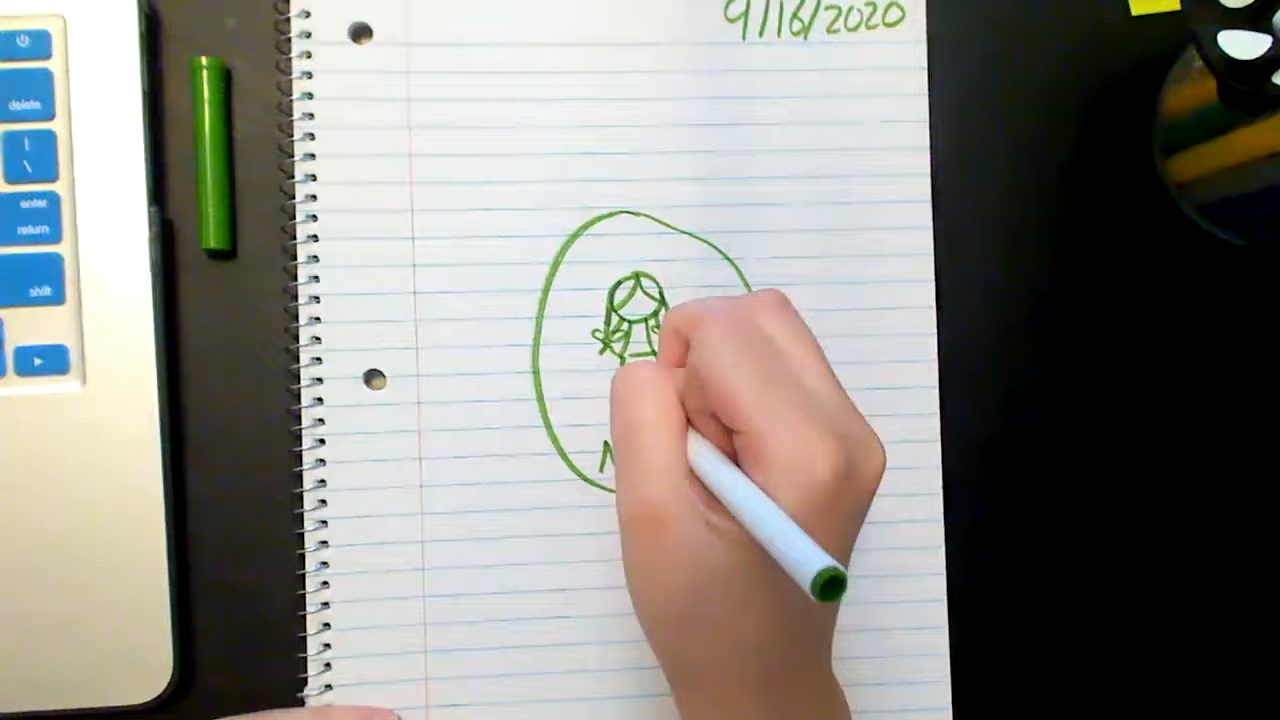 9/16/2020
delete
|
\
enter
return
shift